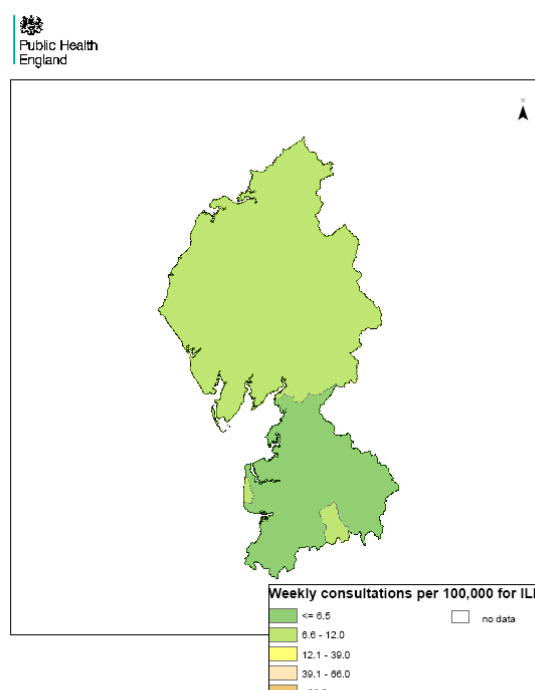 Public Health
England
Weekly consultations per 100,000 for ILI
<= 6.5
no data
6.6 - 12.0
12.1 - 39.0
39.1 - 66.0